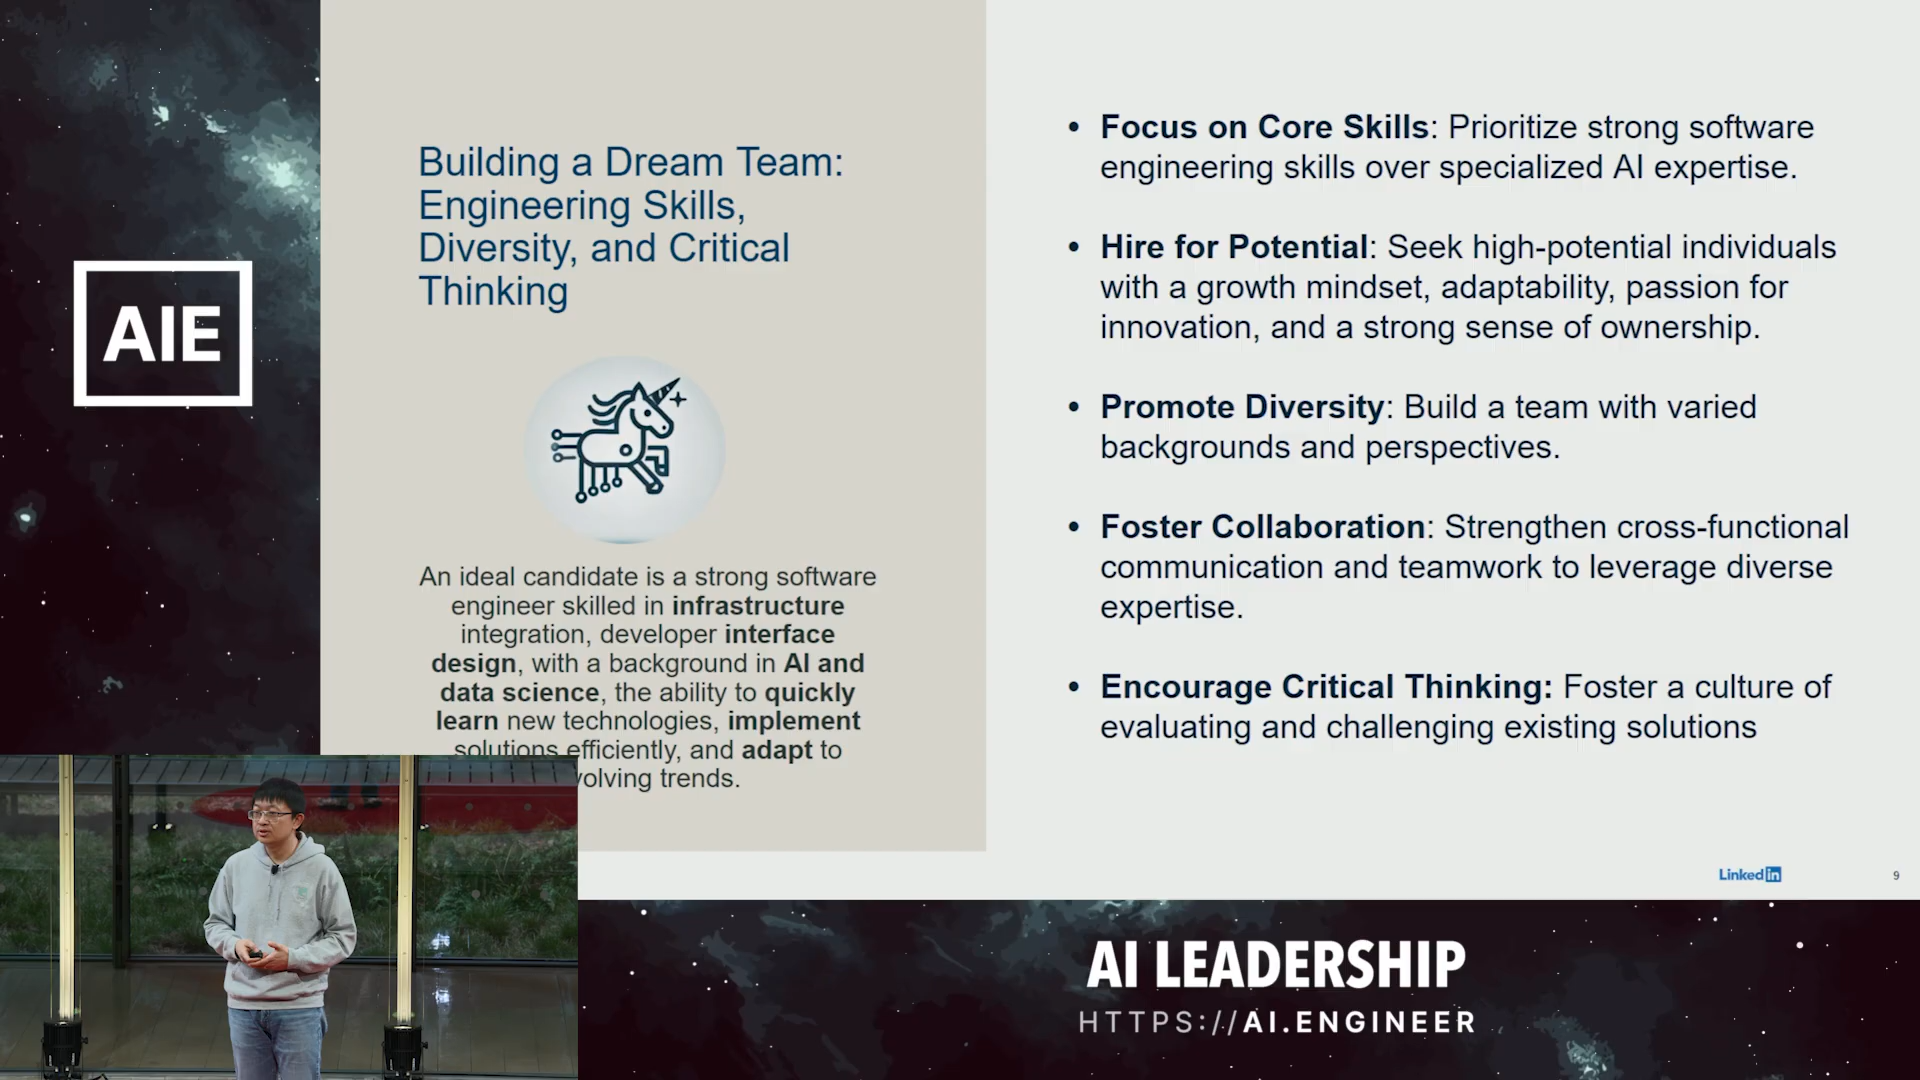 AIE
Building a Dream Team:
Engineering Skills,
Diversity, and Critical
Thinking
An ideal candidate is a strong software
engineer skilled in infrastructure
integration, developer interface
design, with a background in AI and
data science, the ability to quickly
learn new technologies, implement
solutions efficiently, and adapt to
volving trends.
• Focus on Core Skills: Prioritize strong software
engineering skills over specialized AI expertise.
• Hire for Potential: Seek high-potential individuals
with a growth mindset, adaptability, passion for
innovation, and a strong sense of ownership.
• Promote Diversity: Build a team with varied
backgrounds and perspectives.
• Foster Collaboration: Strengthen cross-functional
communication and teamwork to leverage diverse
expertise.
• Encourage Critical Thinking: Foster a culture of
evaluating and challenging existing solutions
LinkedIn
9
AI LEADERSHIP
HTTPS://AI.ENGINEER